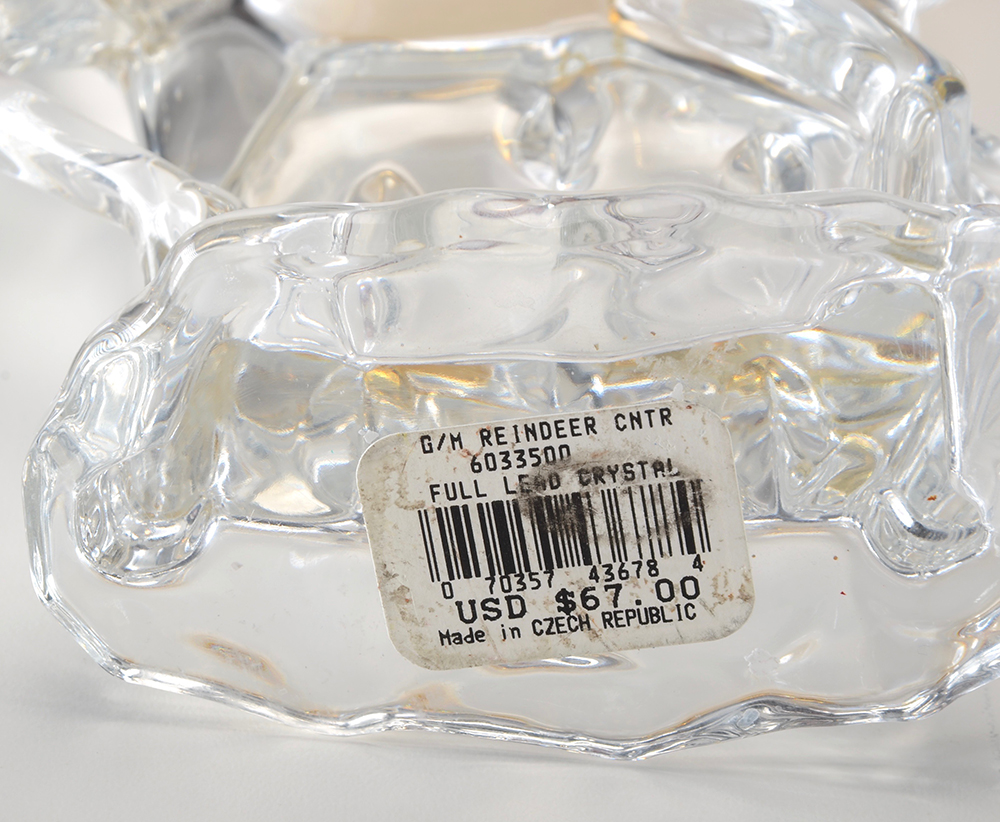 G/M REINDEER CNTR
6033500
FULL LEAD CRYSTAL
0 70357 43678 4
USD $67.00
Made in CZECH REPUBLIC